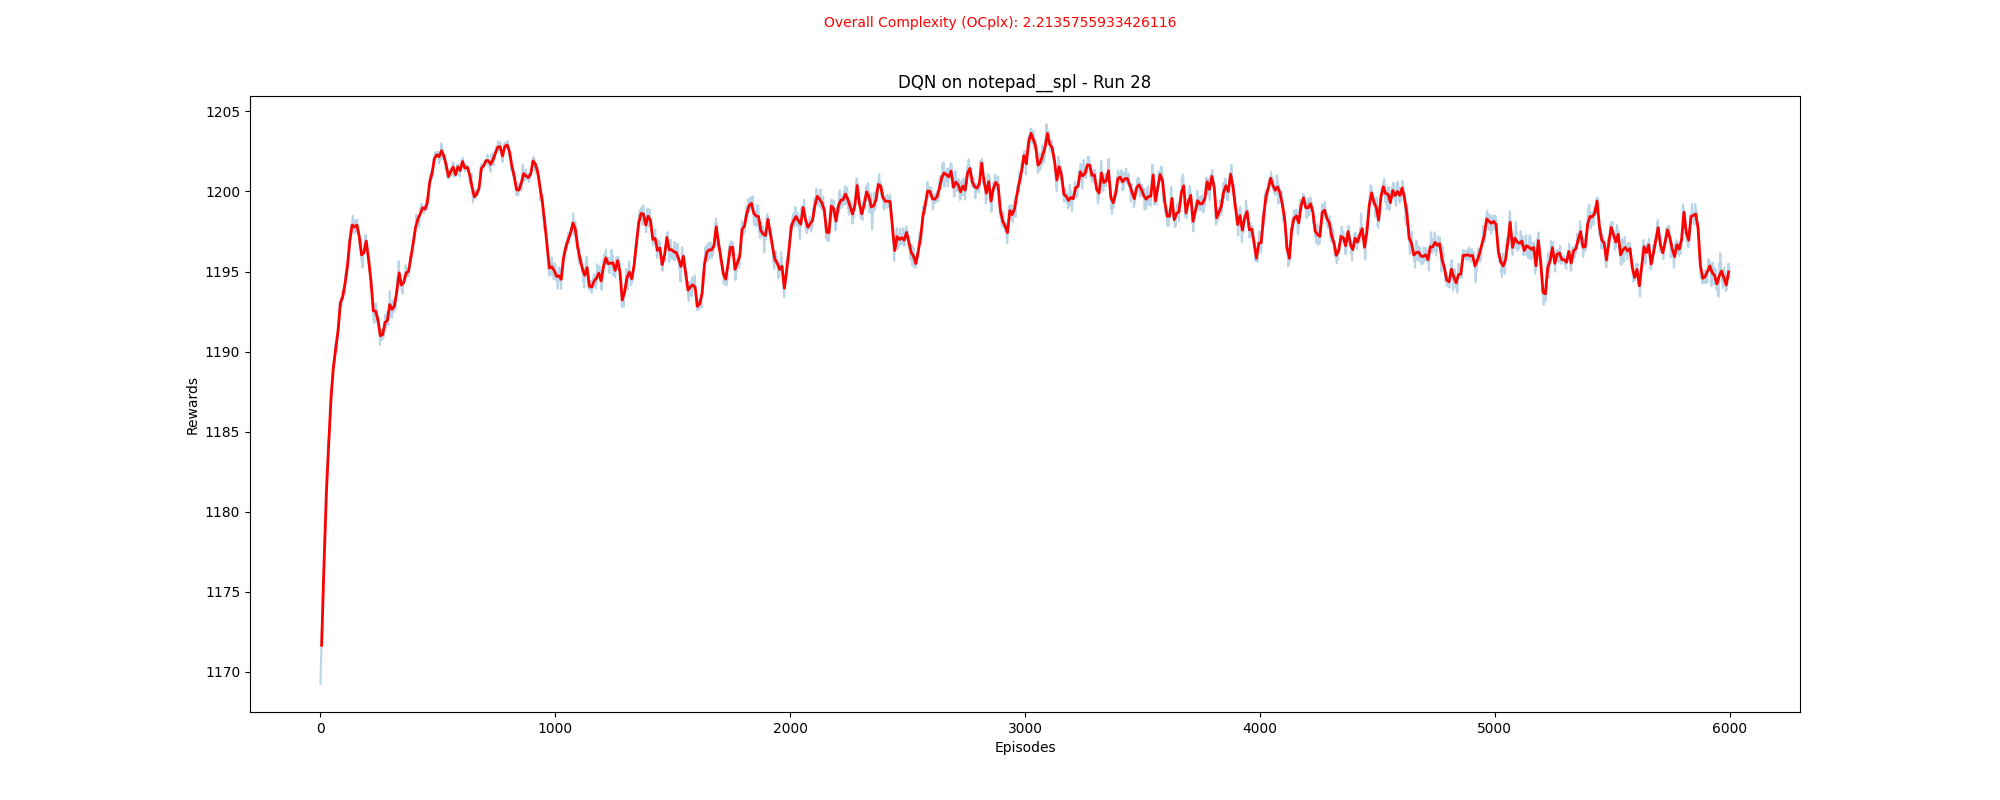 Overall Complexity (OCplx): 2.2135755933426116
DQN on notepad__spl - Run 28
1205
1200
1195
1190
1185
1180
1175
1170
Rewards
0 1000 2000 3000 4000 5000 6000
Episodes